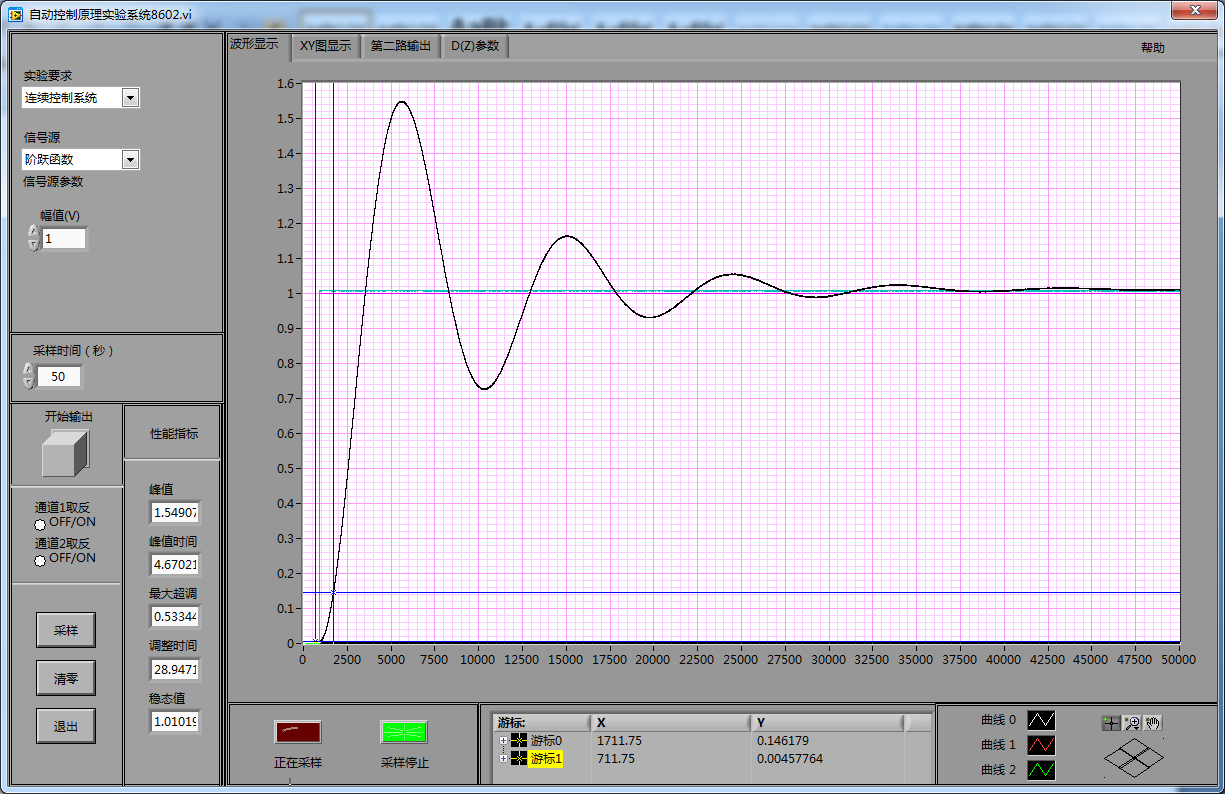 自动控制原理实验系统8602.vi
波形显示 XY图显示 第二路输出 D(Z)参数 帮助
实验要求
连续控制系统
信号源
阶跃函数
信号源参数
幅值(V)
1
采样时间（秒）
50
开始输出
通道1取反
OFF/ON
通道2取反
OFF/ON
采样
清零
退出
性能指标
峰值
1.54907
峰值时间
4.67021
最大超调
0.53344
调整时间
28.9471
稳态值
1.01019
1.6
1.5
1.4
1.3
1.2
1.1
1
0.9
0.8
0.7
0.6
0.5
0.4
0.3
0.2
0.1
0
0 2500 5000 7500 10000 12500 15000 17500 20000 22500 25000 27500 30000 32500 35000 37500 40000 42500 45000 47500 50000
正在采样 采样停止
游标: X Y
游标0 1711.75 0.146179
游标1 711.75 0.00457764
曲线 0
曲线 1
曲线 2